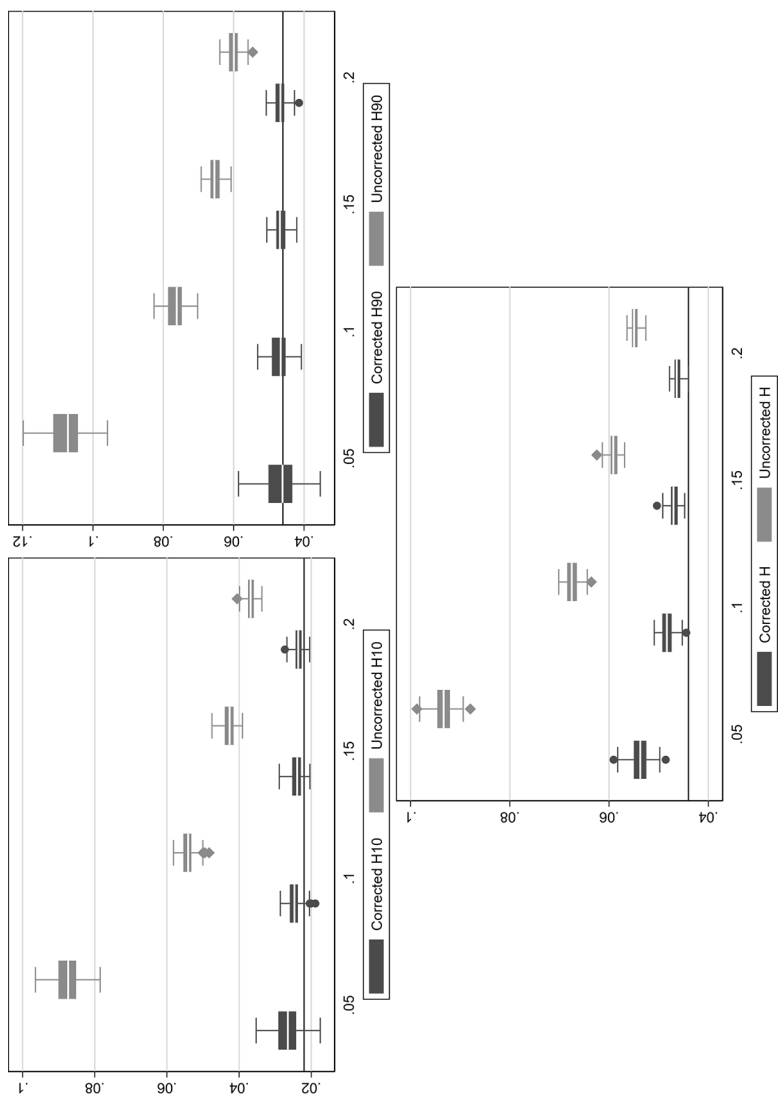 .1
.08
.06
.04
.02
.05 .1 .15 .2
Corrected H10 Uncorrected H10
.12
.1
.08
.06
.04
.05 .1 .15 .2
Corrected H90 Uncorrected H90
.1
.08
.06
.04
.05 .1 .15 .2
Corrected H Uncorrected H